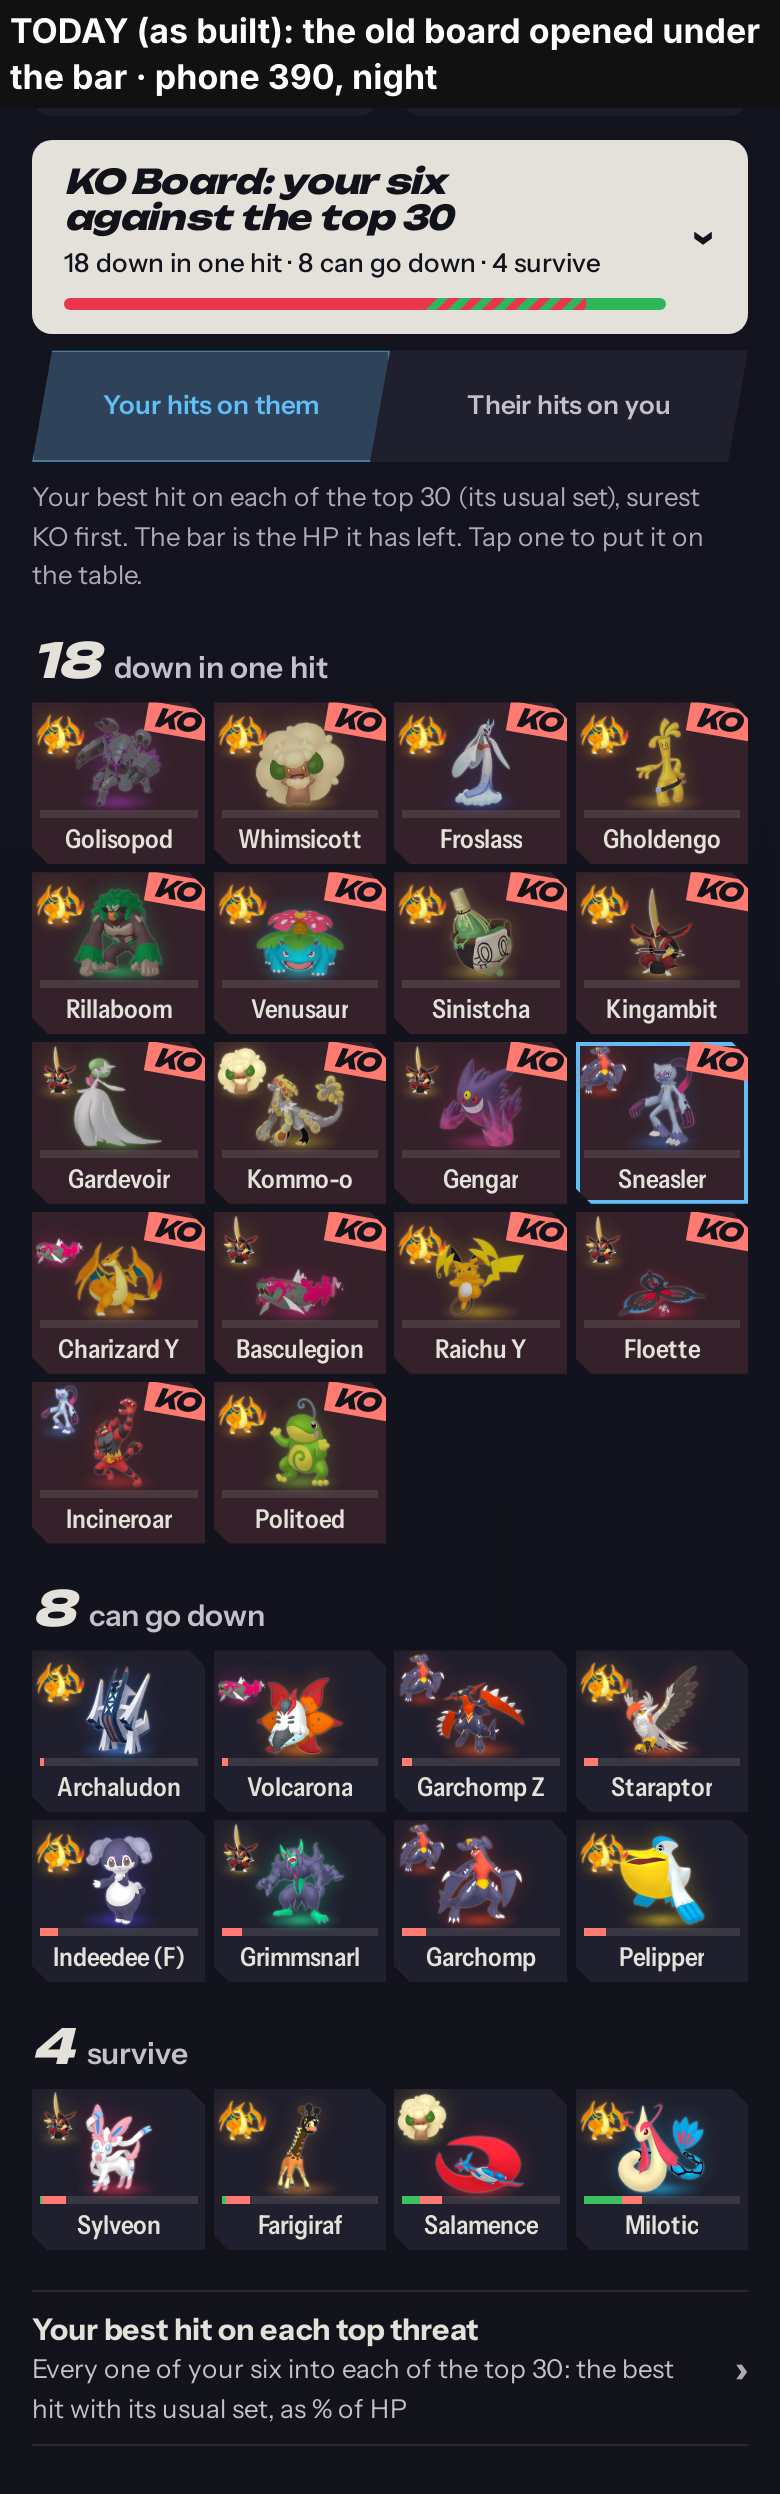 TODAY (as built): the old board opened under
the bar · phone 390, night
KO Board: your six
against the top 30
18 down in one hit · 8 can go down · 4 survive
Your hits on them
Their hits on you
Your best hit on each of the top 30 (its usual set), surest
KO first. The bar is the HP it has left. Tap one to put it on
the table.
18 down in one hit
KO KO KO KO
Golisopod Whimsicott Froslass Gholdengo
KO KO KO KO
Rillaboom Venusaur Sinistcha Kingambit
KO KO KO KO
Gardevoir Kommo-o Gengar Sneasler
KO KO KO KO
Charizard Y Basculegion Raichu Y Floette
KO KO
Incineroar Politoed
8 can go down
Archaludon Volcarona Garchomp Z Staraptor
Indeedee (F) Grimmsnarl Garchomp Pelipper
4 survive
Sylveon Farigiraf Salamence Milotic
Your best hit on each top threat
Every one of your six into each of the top 30: the best
hit with its usual set, as % of HP